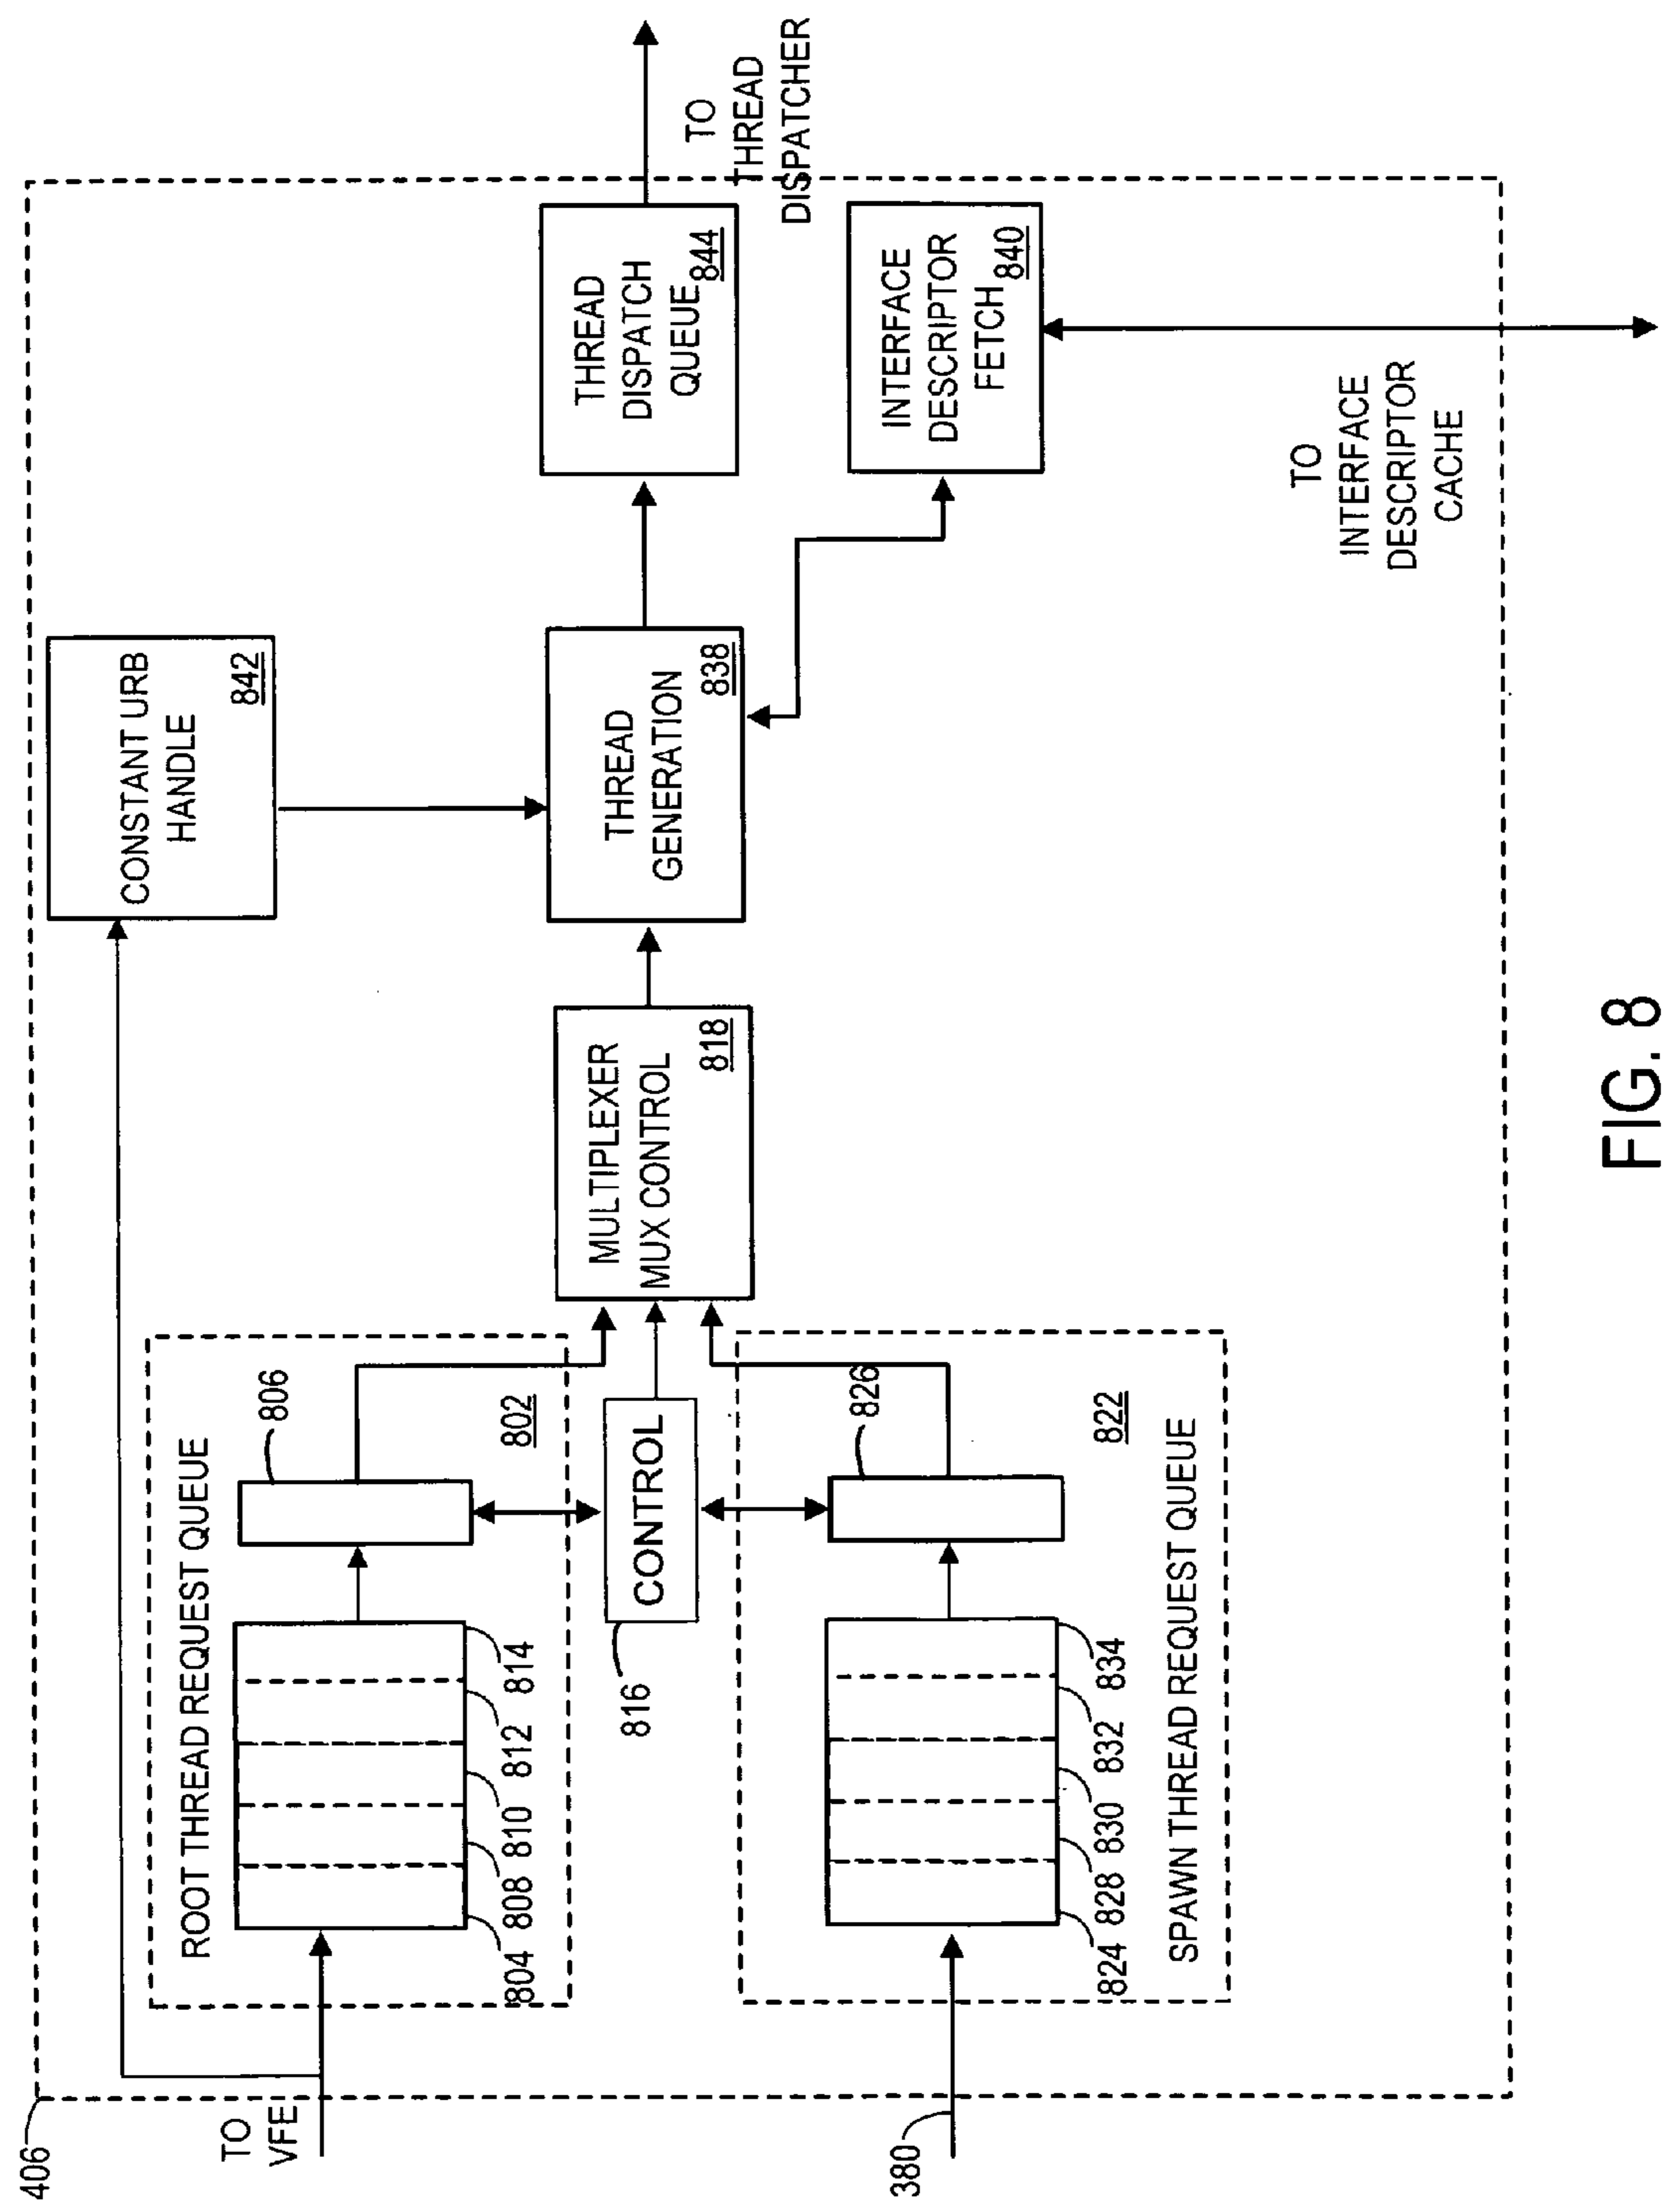 406
TO
VFE
380
ROOT THREAD REQUEST QUEUE
804
808
810
812
814
806
802
816
CONTROL
824
828
830
832
834
826
822
SPAWN THREAD REQUEST QUEUE
MULTIPLEXER
MUX CONTROL
818
CONSTANT URB
HANDLE
842
THREAD
GENERATION
838
THREAD
DISPATCH
QUEUE
844
INTERFACE
DESCRIPTOR
FETCH
840
TO
THREAD
DISPATCHER
TO
INTERFACE
DESCRIPTOR
CACHE
FIG. 8